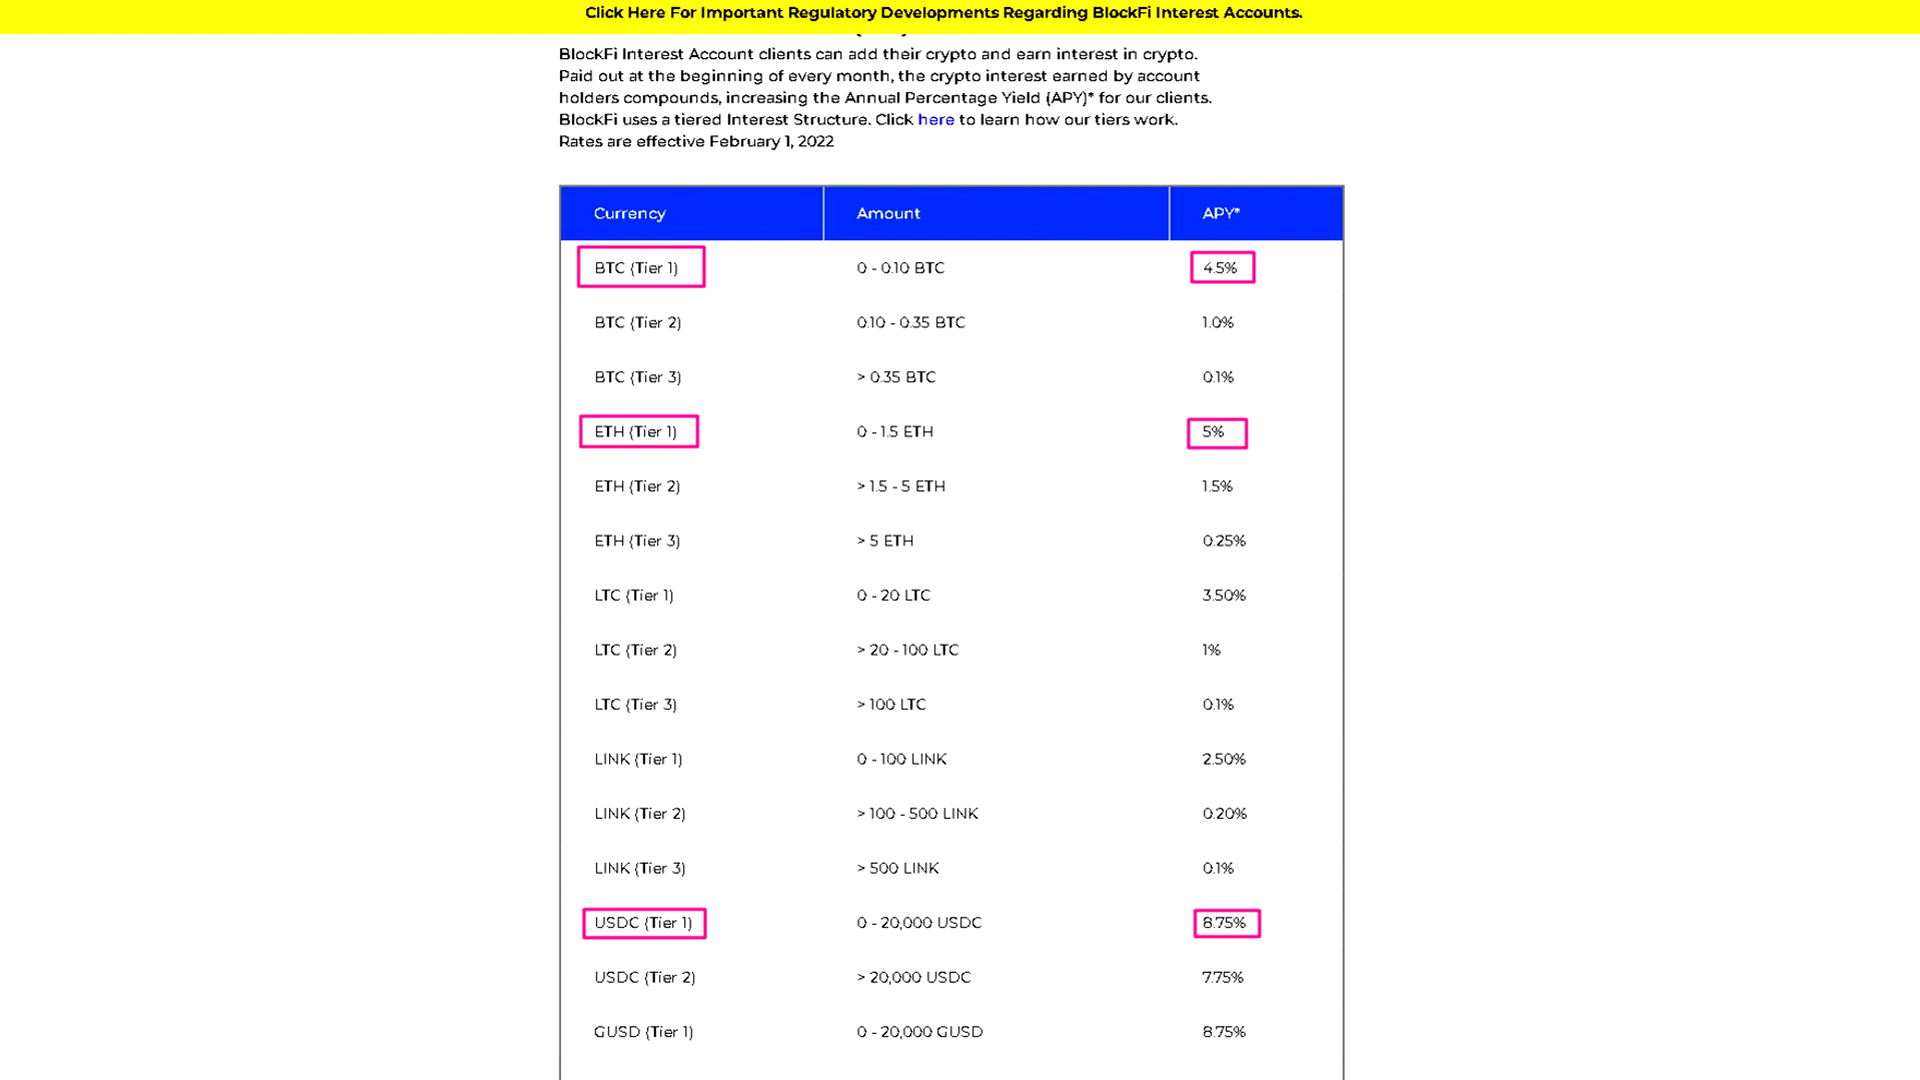 Click Here For Important Regulatory Developments Regarding BlockFi Interest Accounts.
BlockFi Interest Account clients can add their crypto and earn interest in crypto.
Paid out at the beginning of every month, the crypto interest earned by account
holders compounds, increasing the Annual Percentage Yield (APY)* for our clients.
BlockFi uses a tiered Interest Structure. Click here to learn how our tiers work.
Rates are effective February 1, 2022
Currency Amount APY*
BTC (Tier 1) 0 - 0.10 BTC 4.5%
BTC (Tier 2) 0.10 - 0.35 BTC 1.0%
BTC (Tier 3) > 0.35 BTC 0.1%
ETH (Tier 1) 0 - 1.5 ETH 5%
ETH (Tier 2) > 1.5 - 5 ETH 1.5%
ETH (Tier 3) > 5 ETH 0.25%
LTC (Tier 1) 0 - 20 LTC 3.50%
LTC (Tier 2) > 20 - 100 LTC 1%
LTC (Tier 3) > 100 LTC 0.1%
LINK (Tier 1) 0 - 100 LINK 2.50%
LINK (Tier 2) > 100 - 500 LINK 0.20%
LINK (Tier 3) > 500 LINK 0.1%
USDC (Tier 1) 0 - 20,000 USDC 8.75%
USDC (Tier 2) > 20,000 USDC 7.75%
GUSD (Tier 1) 0 - 20,000 GUSD 8.75%